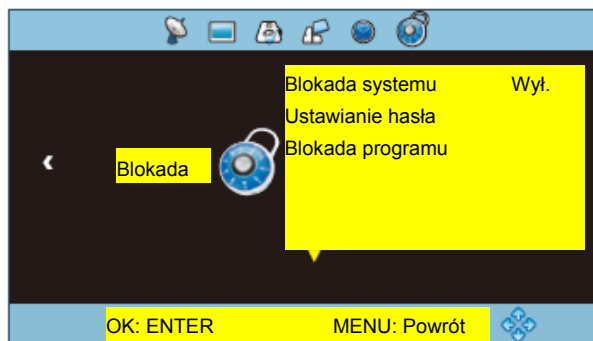 Blokada systemu Wył.
Ustawianie hasła
Blokada programu
Blokada
OK: ENTER MENU: Powrót